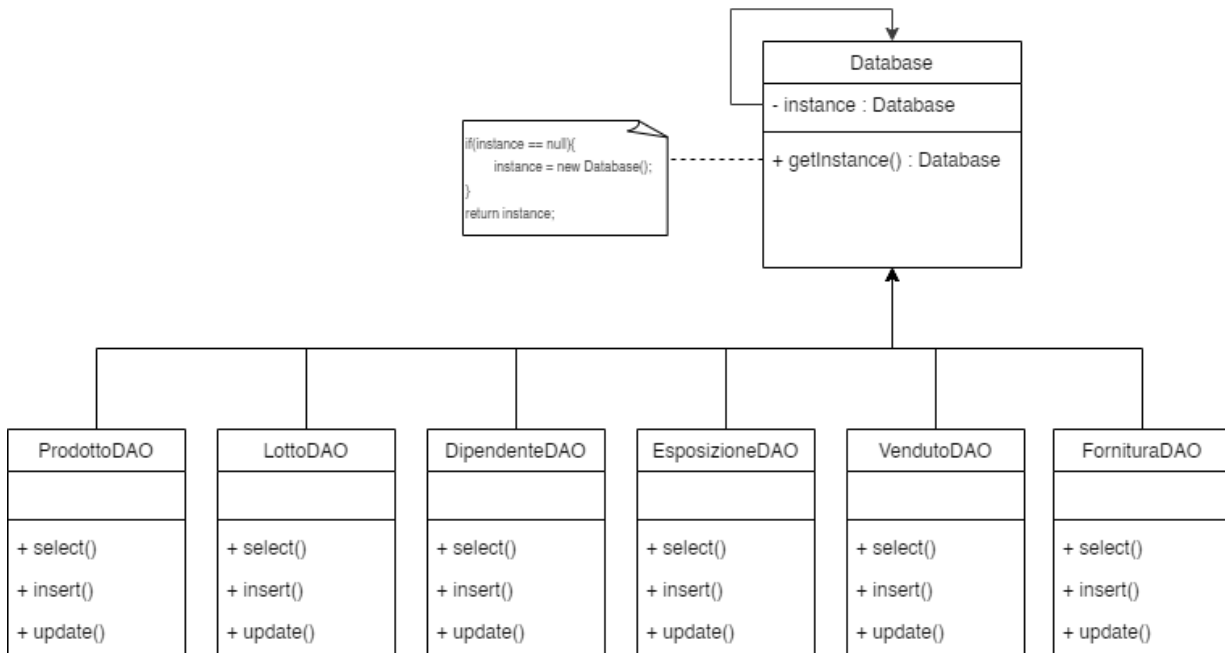 Database
- instance : Database
+ getInstance() : Database
if(instance == null){
instance = new Database();
}
return instance;
ProdottoDAO
+ select()
+ insert()
+ update()
LottoDAO
+ select()
+ insert()
+ update()
DipendenteDAO
+ select()
+ insert()
+ update()
EsposizioneDAO
+ select()
+ insert()
+ update()
VendutoDAO
+ select()
+ insert()
+ update()
FornituraDAO
+ select()
+ insert()
+ update()